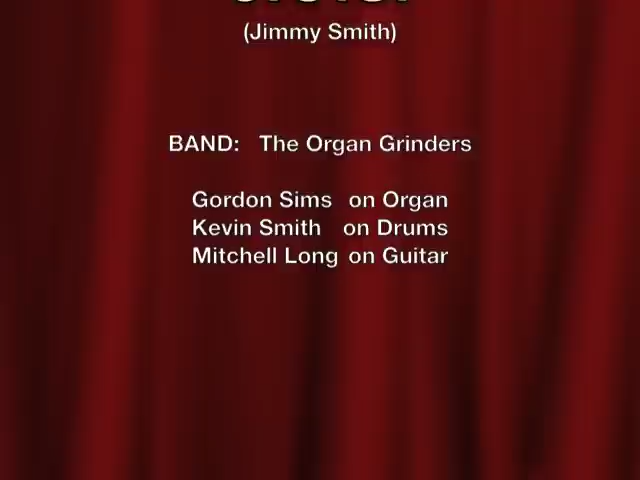 (Jimmy Smith)
BAND: The Organ Grinders
Gordon Sims on Organ
Kevin Smith on Drums
Mitchell Long on Guitar